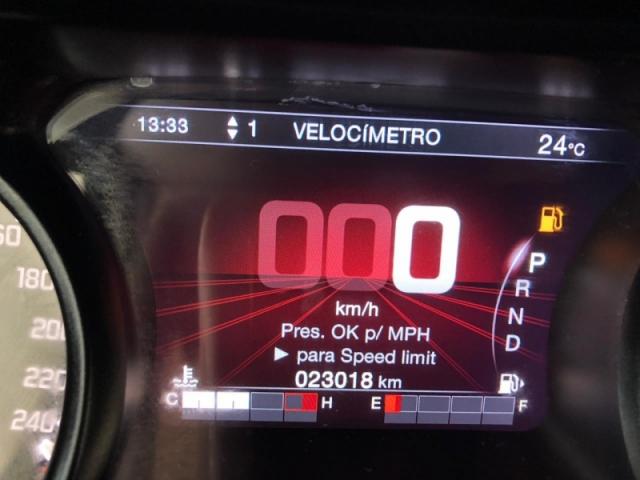 13:33 1 VELOCÍMETRO 24°C
60
180
200
220
240
000
km/h
Pres. OK p/ MPH
► para Speed limit
023018 km
P
R
N
D
C H E F